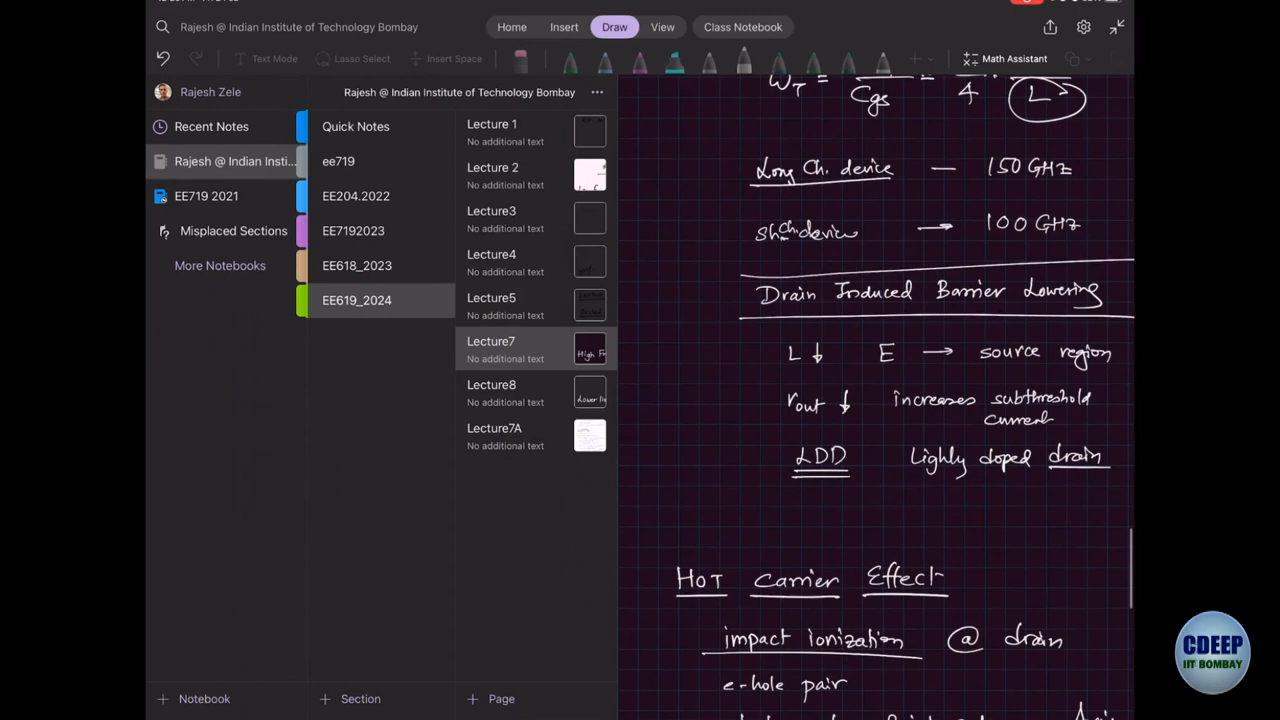 Rajesh @ Indian Institute of Technology Bombay
Home Insert Draw View Class Notebook
Text Mode Lasso Select Insert Space Math Assistant
Rajesh Zele
Recent Notes
Rajesh @ Indian Insti...
EE719 2021
Misplaced Sections
More Notebooks
Quick Notes
ee719
EE204.2022
EE7192023
EE618_2023
EE619_2024
Rajesh @ Indian Institute of Technology Bombay
Lecture 1
No additional text
Lecture 2
No additional text
Lecture3
No additional text
Lecture4
No additional text
Lecture5
No additional text
Lecture7
No additional text
Lecture8
No additional text
Lecture7A
No additional text
Notebook
Section
Page
ωT = Cgs = 4 . L
Long Ch. device — 150 GHz
sh ch device → 100 GHz
Drain Induced Barrier Lowering
L ↓ E → source region
rout ↓ increases subthreshold
current
LDD Lighly doped drain
HOT Carrier Effect
impact ionization @ drain
e-hole pair
CDEEP
IIT BOMBAY